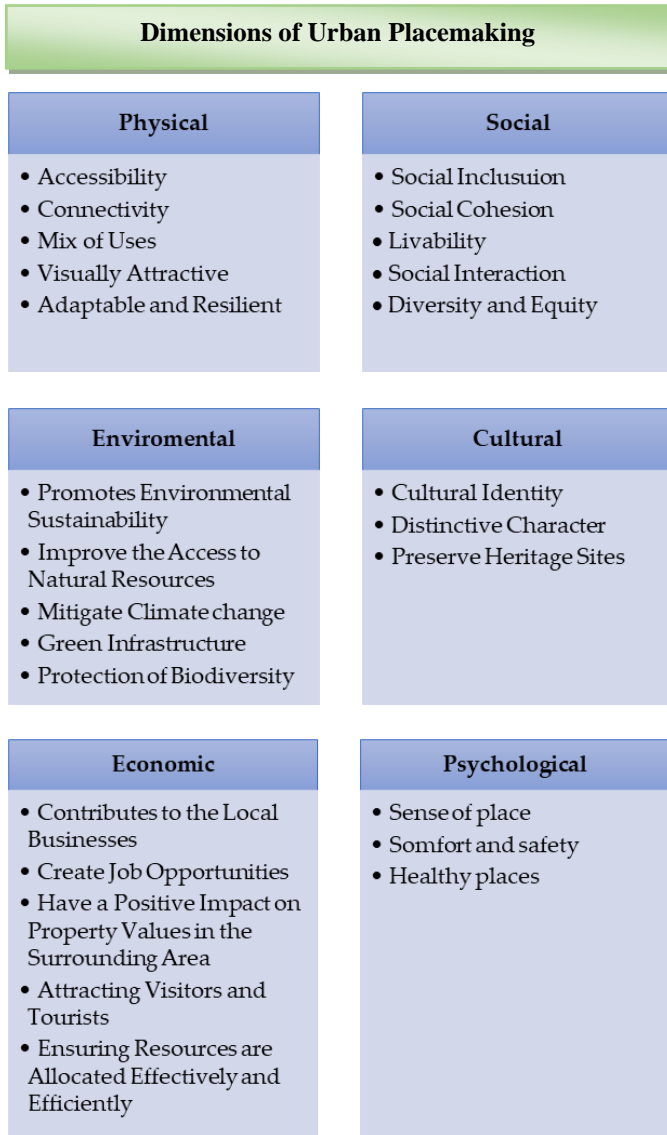 Dimensions of Urban Placemaking
Physical
• Accessibility
• Connectivity
• Mix of Uses
• Visually Attractive
• Adaptable and Resilient
Social
• Social Inclusuion
• Social Cohesion
• Livability
• Social Interaction
• Diversity and Equity
Enviromental
• Promotes Environmental
Sustainability
• Improve the Access to
Natural Resources
• Mitigate Climate change
• Green Infrastructure
• Protection of Biodiversity
Cultural
• Cultural Identity
• Distinctive Character
• Preserve Heritage Sites
Economic
• Contributes to the Local
Businesses
• Create Job Opportunities
• Have a Positive Impact on
Property Values in the
Surrounding Area
• Attracting Visitors and
Tourists
• Ensuring Resources are
Allocated Effectively and
Efficiently
Psychological
• Sense of place
• Somfort and safety
• Healthy places